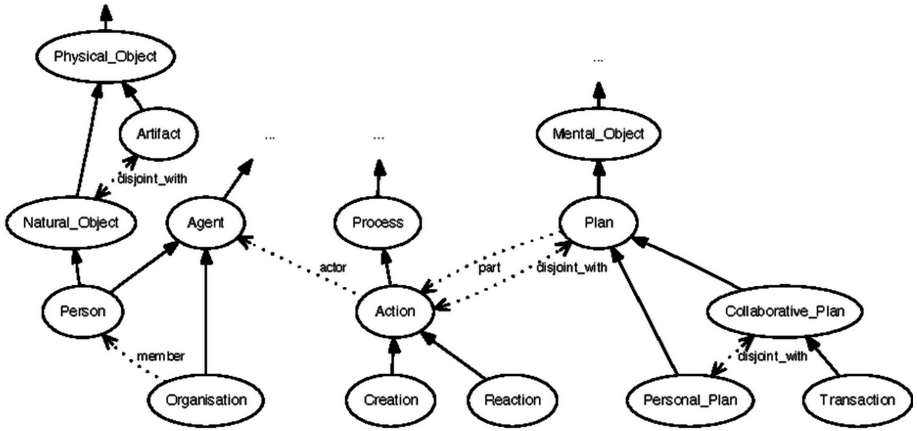 Physical_Object
...
Artifact
...
...
Mental_Object
disjoint_with
Natural_Object
Agent
Process
Plan
actor
part
disjoint_with
Person
Action
Collaborative_Plan
member
disjoint_with
Organisation
Creation
Reaction
Personal_Plan
Transaction